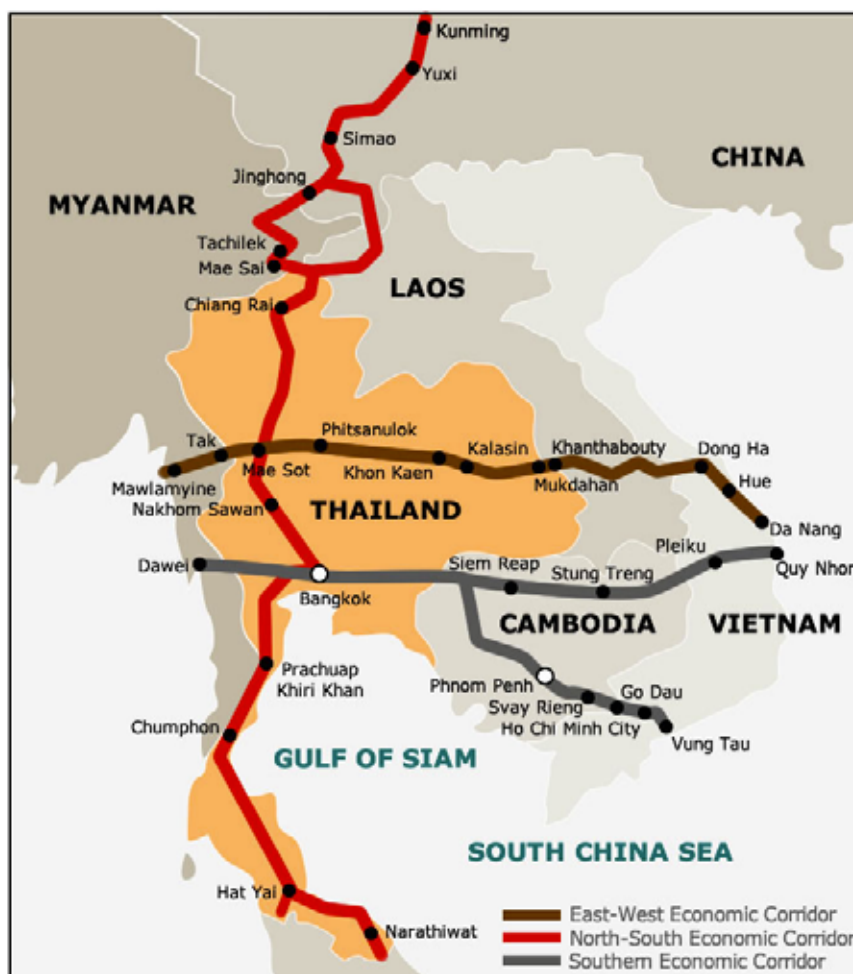 Kunming
Yuxi
Simao
CHINA
Jinghong
MYANMAR
Tachilek
Mae Sai
LAOS
Chiang Rai
Phitsanulok
Tak
Kalasin
Khanthabouty
Dong Ha
Mae Sot
Khon Kaen
Mukdahan
Hue
Mawlamyine
Nakhorn Sawan
THAILAND
Da Nang
Pleiku
Dawei
Siem Reap
Stung Treng
Quy Nhon
Bangkok
CAMBODIA
VIETNAM
Prachuap
Khiri Khan
Phnom Penh
Go Dau
Svay Rieng
Ho Chi Minh City
Chumphon
Vung Tau
GULF OF SIAM
SOUTH CHINA SEA
Hat Yai
Narathiwat
East-West Economic Corridor
North-South Economic Corridor
Southern Economic Corridor